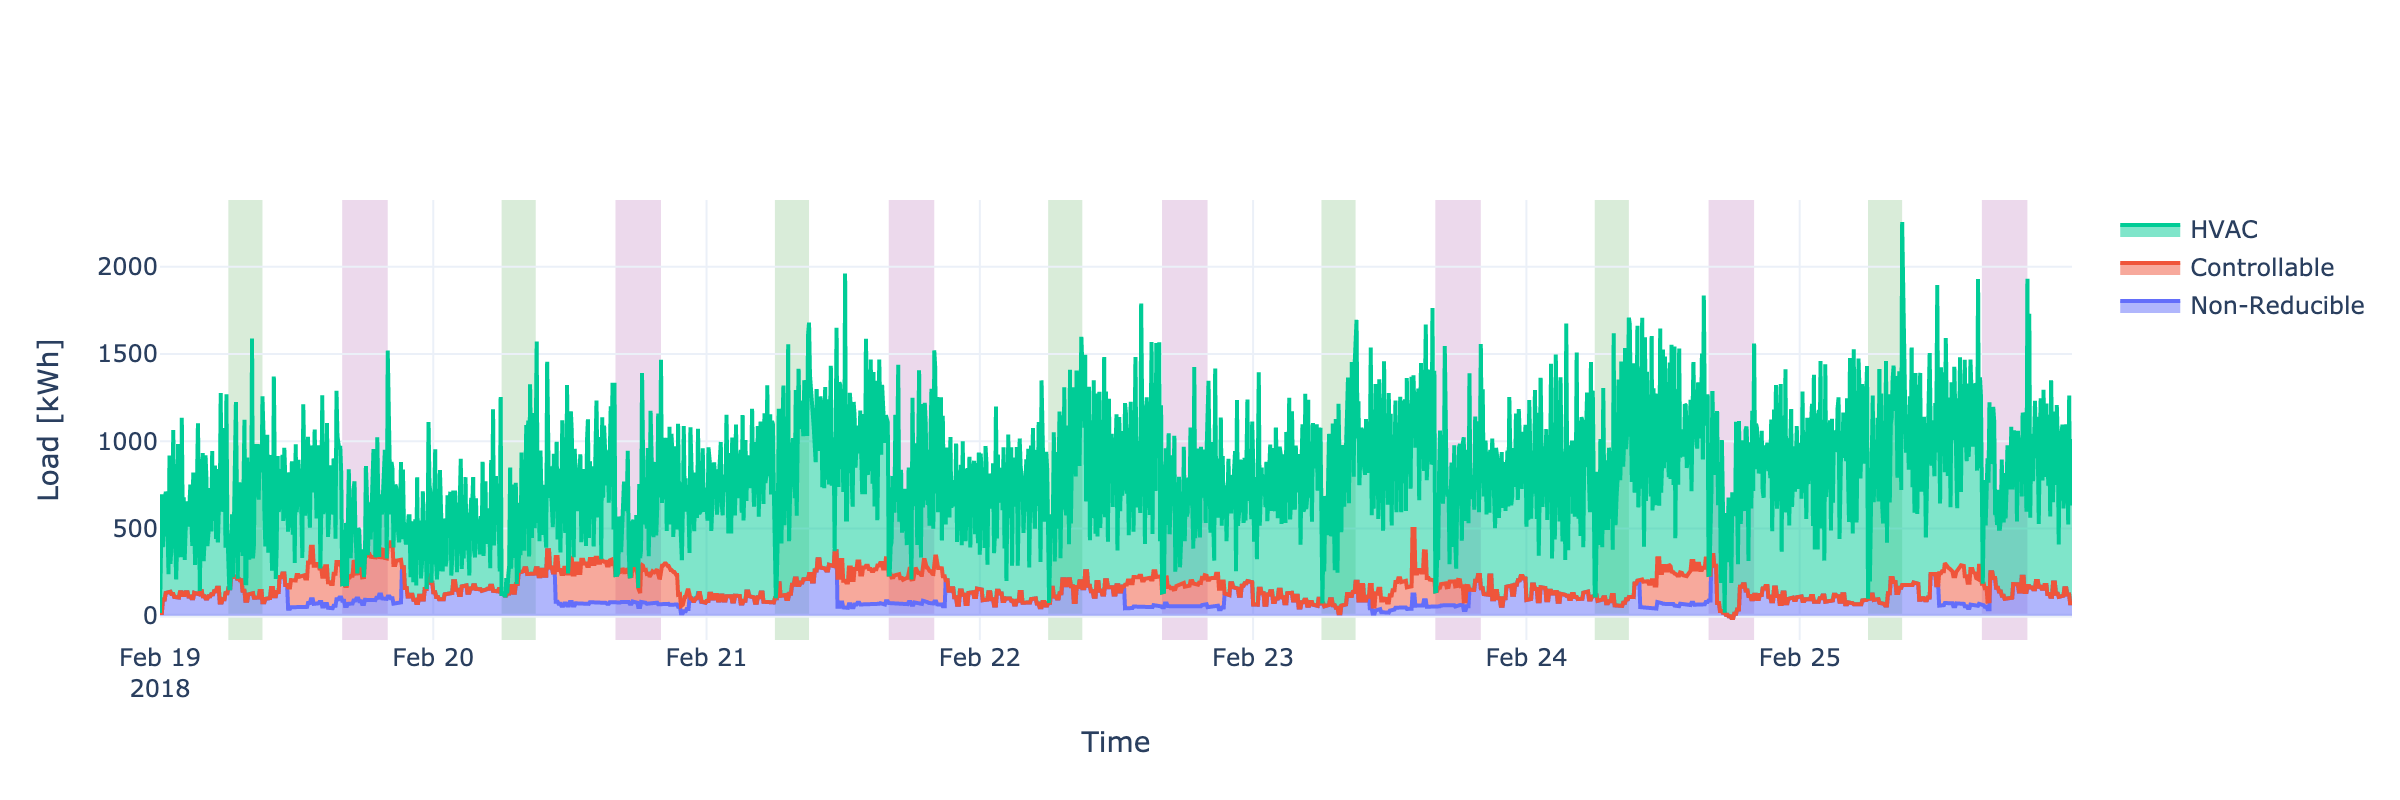 HVAC
Controllable
Non-Reducible
Load [kWh]
2000
1500
1000
500
0
Feb 19
2018
Feb 20
Feb 21
Feb 22
Feb 23
Feb 24
Feb 25
Time